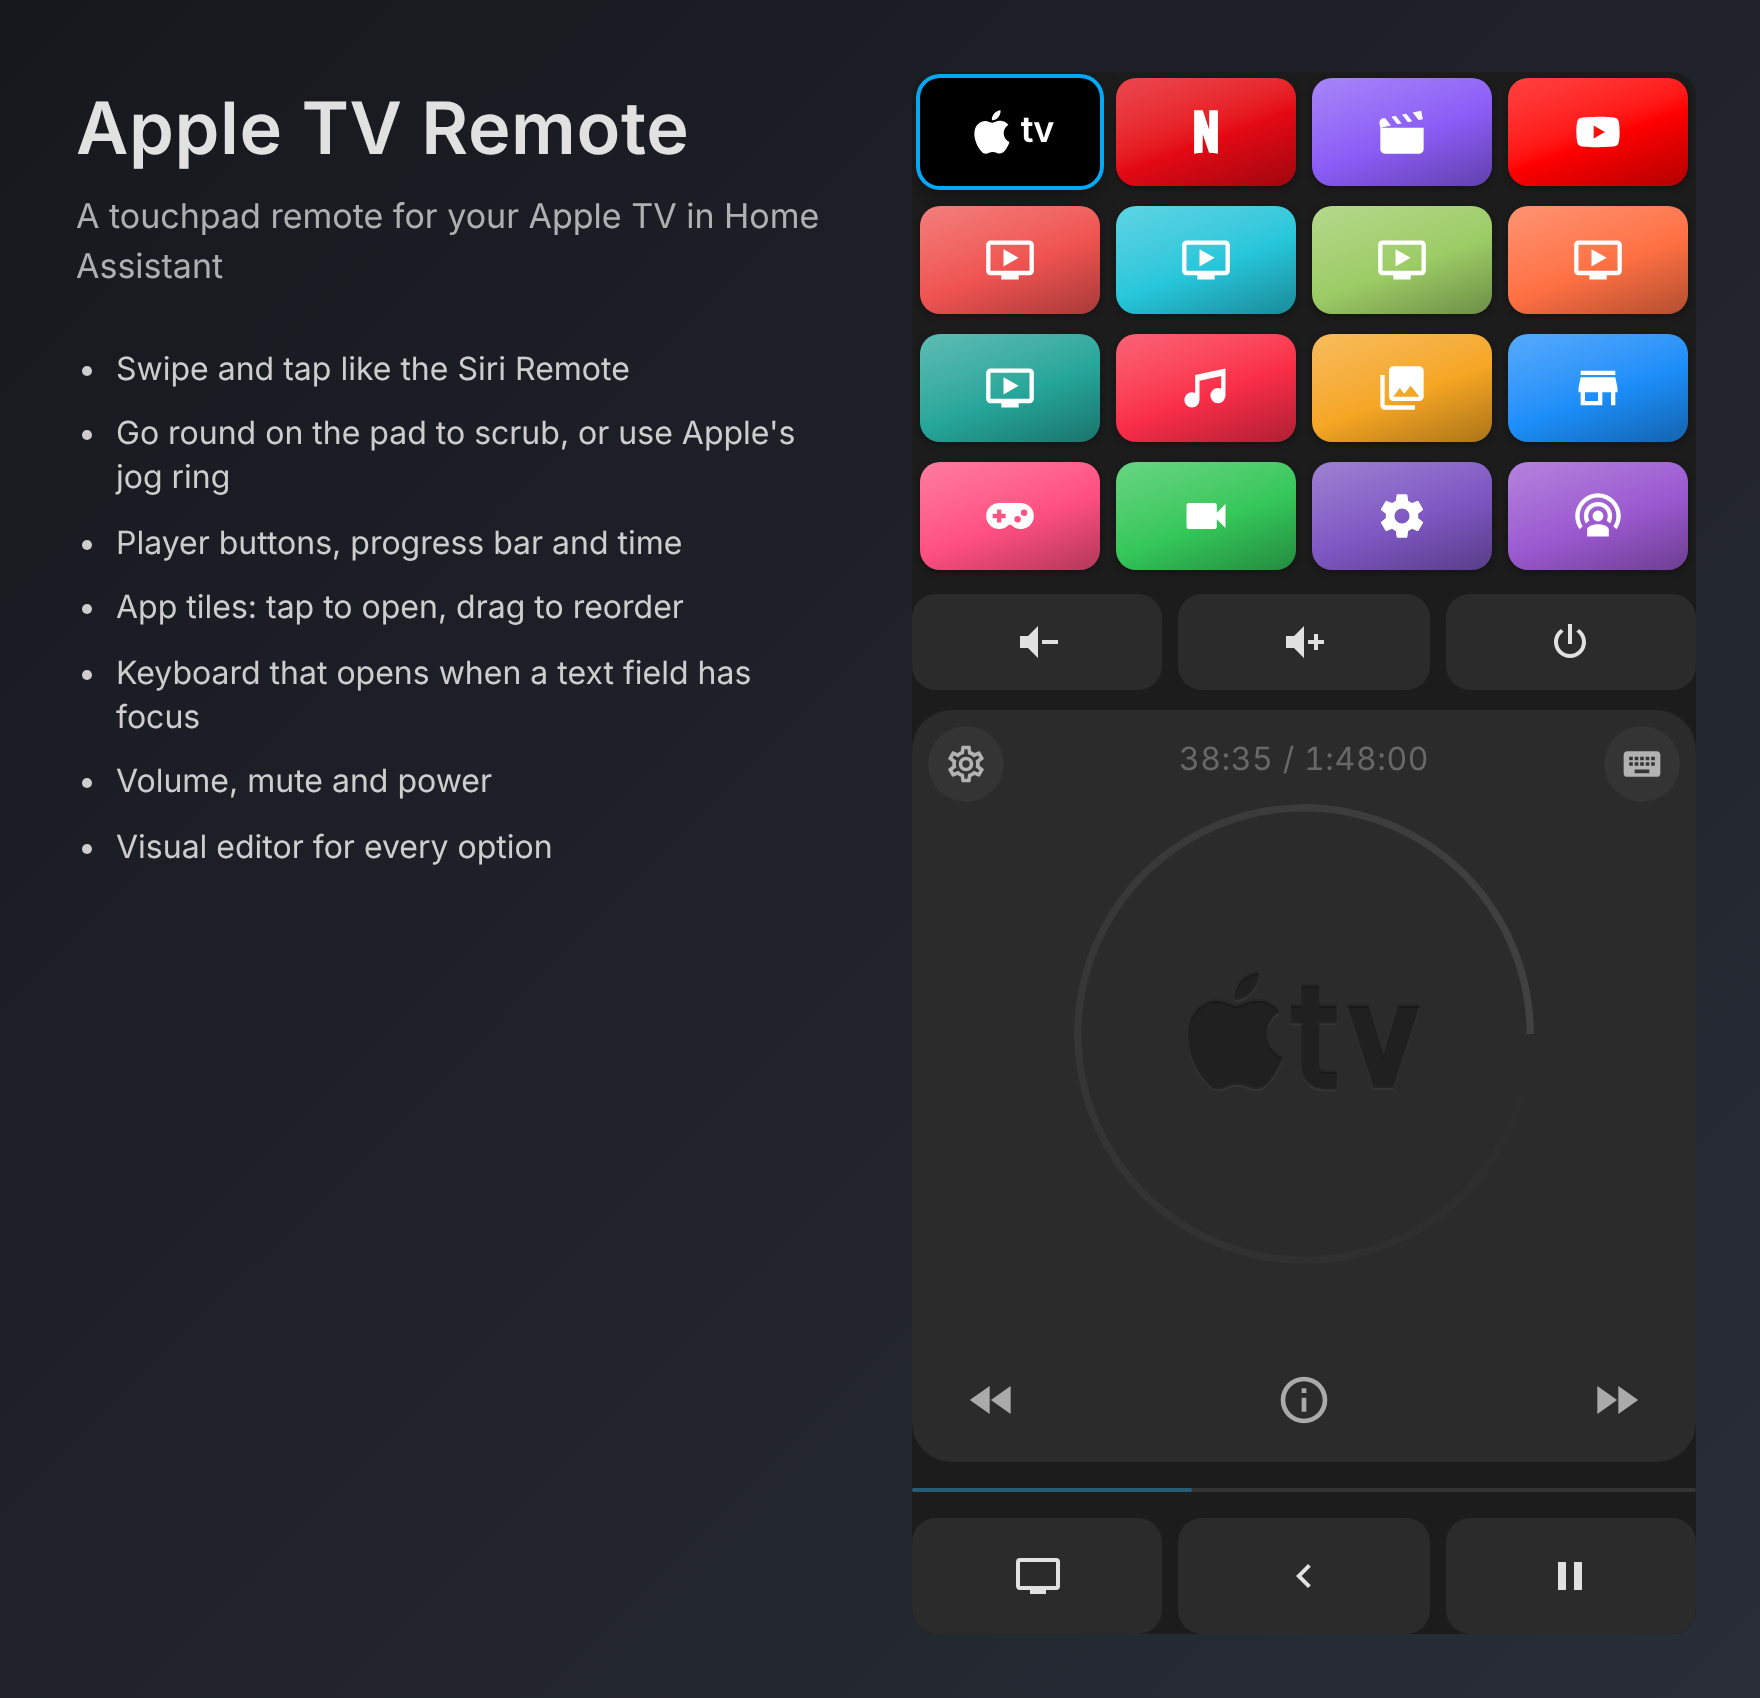 Apple TV Remote
A touchpad remote for your Apple TV in Home
Assistant
• Swipe and tap like the Siri Remote
• Go round on the pad to scrub, or use Apple's
jog ring
• Player buttons, progress bar and time
• App tiles: tap to open, drag to reorder
• Keyboard that opens when a text field has
focus
• Volume, mute and power
• Visual editor for every option
tv
N
38:35 / 1:48:00
tv